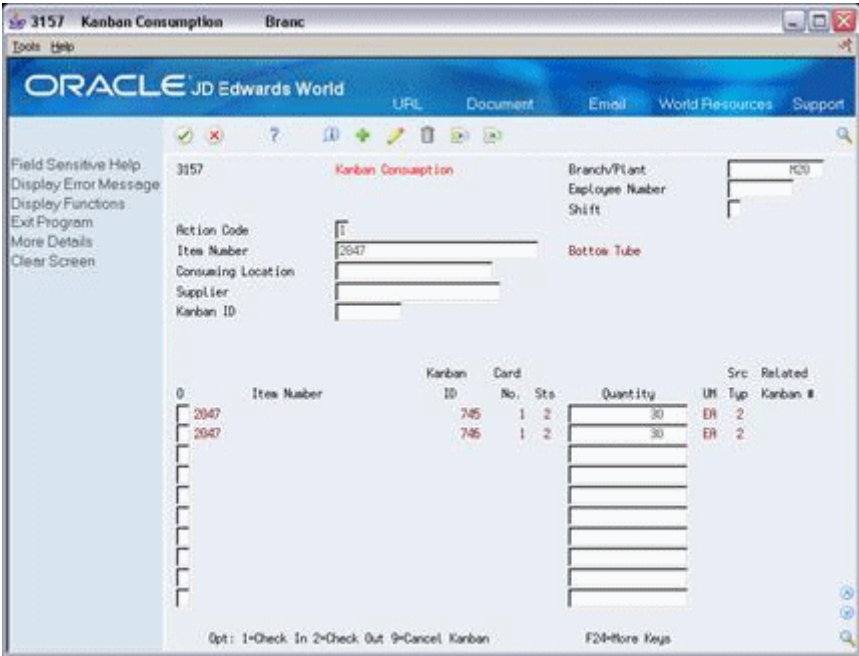 3157 Kanban Consumption Branc
Tools Help
ORACLE JD Edwards World
URL Document Email World Resources Support
Field Sensitive Help
Display Error Message
Display Functions
Exit Program
More Details
Clear Screen
3157 Kanban Consumption Branch/Plant M20
Employee Number
Shift
Action Code I
Item Number 2047 Bottom Tube
Consuming Location
Supplier
Kanban ID
Kanban Card Src Related
O Item Number ID No. Sts Quantity UM Typ Kanban #
2047 745 1 2 30 EA 2
2047 746 1 2 30 EA 2
Opt: 1=Check In 2=Check Out 9=Cancel Kanban F24=More Keys